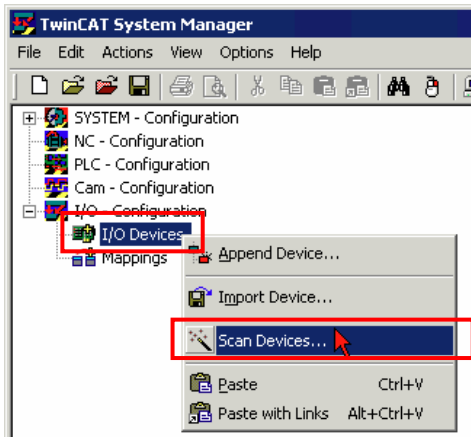 TwinCAT System Manager
File Edit Actions View Options Help
SYSTEM - Configuration
NC - Configuration
PLC - Configuration
Cam - Configuration
I/O - Configuration
I/O Devices
Mappings
Append Device...
Import Device...
Scan Devices...
Paste Ctrl+V
Paste with Links Alt+Ctrl+V